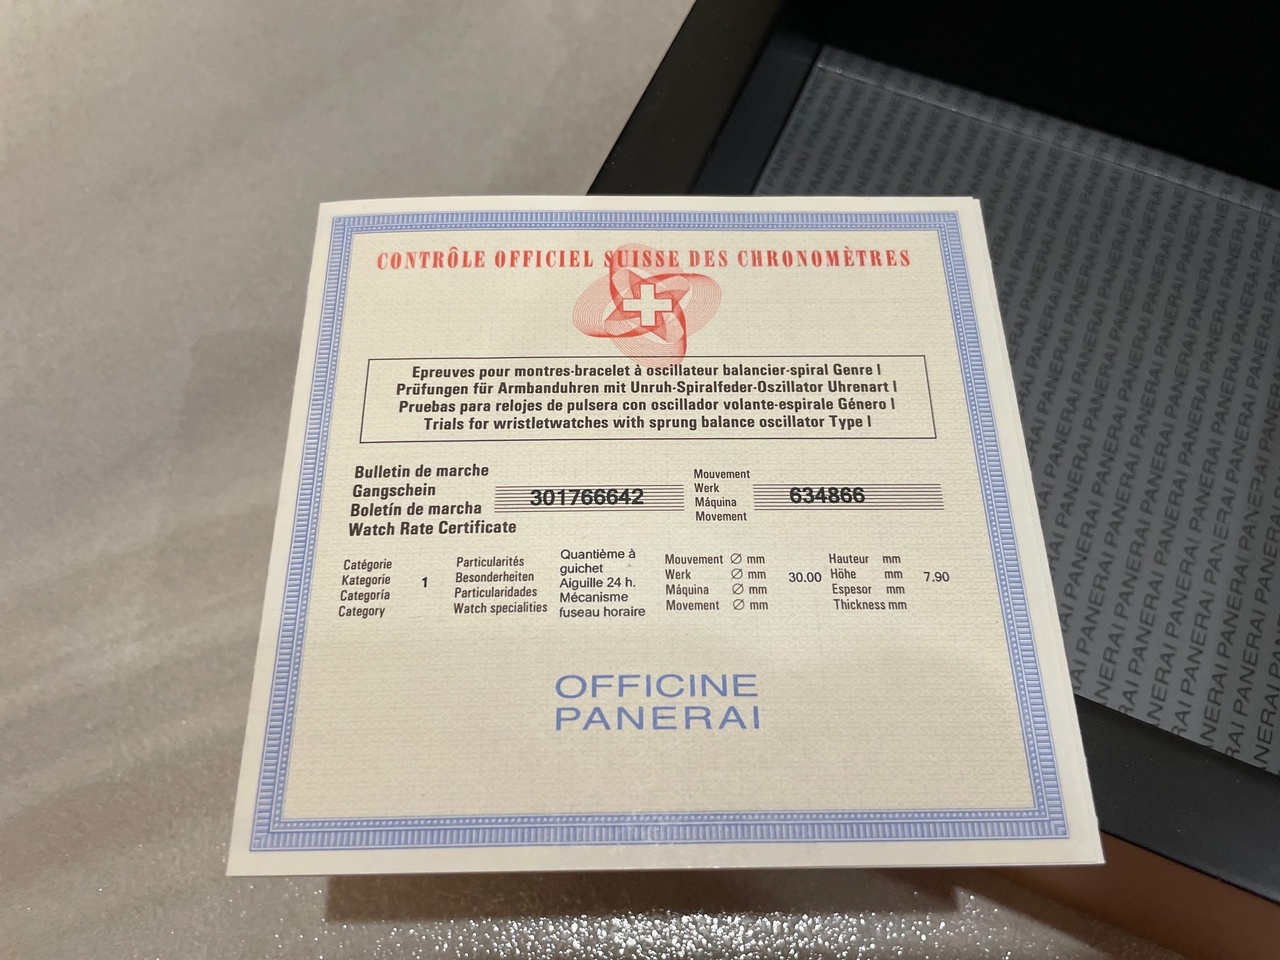 CONTRÔLE OFFICIEL SUISSE DES CHRONOMÈTRES
Epreuves pour montres-bracelet à oscillateur balancier-spiral Genre I
Prüfungen für Armbanduhren mit Unruh-Spiralfeder-Oszillator Uhrenart I
Pruebas para relojes de pulsera con oscillador volante-espirale Género I
Trials for wristletwatches with sprung balance oscillator Type I
Bulletin de marche
Gangschein
Boletín de marcha
Watch Rate Certificate
301766642
Mouvement
Werk
Máquina
Movement
634866
Catégorie
Kategorie
Categoría
Category
1
Particularités
Besonderheiten
Particularidades
Watch specialities
Quantième à
guichet
Aiguille 24 h.
Mécanisme
fuseau horaire
Mouvement ∅ mm
Werk ∅ mm
Máquina ∅ mm
Movement ∅ mm
30.00
Hauteur mm
Höhe mm
Espesor mm
Thickness mm
7.90
OFFICINE
PANERAI
PANERAI PANERAI PANERAI PANERAI PANERAI